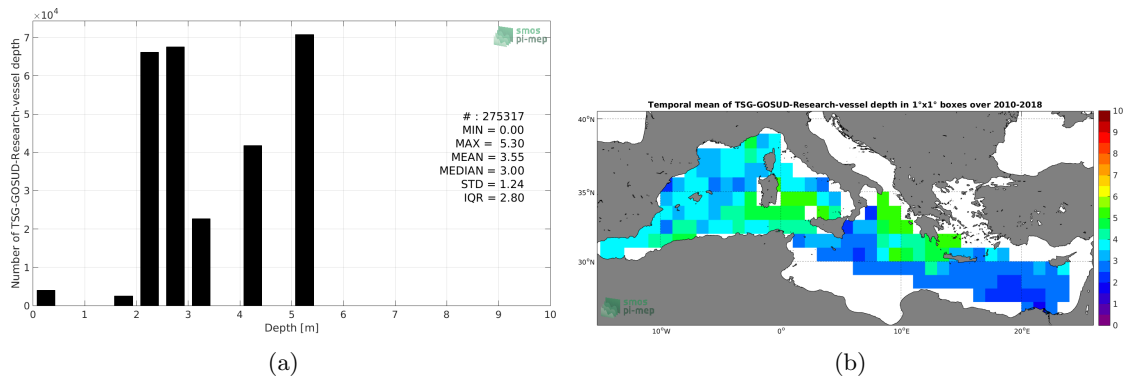 ×10⁴
7
6
5
4
3
2
1
0
Number of TSG-GOSUD-Research-vessel depth
smos
pi-mep
# : 275317
MIN = 0.00
MAX = 5.30
MEAN = 3.55
MEDIAN = 3.00
STD = 1.24
IQR = 2.80
0 1 2 3 4 5 6 7 8 9 10
Depth [m]
(a)
Temporal mean of TSG-GOSUD-Research-vessel depth in 1°x1° boxes over 2010-2018
40°N
35°N
30°N
smos
pi-mep
10°W 0° 10°E 20°E
10
9
8
7
6
5
4
3
2
1
0
(b)